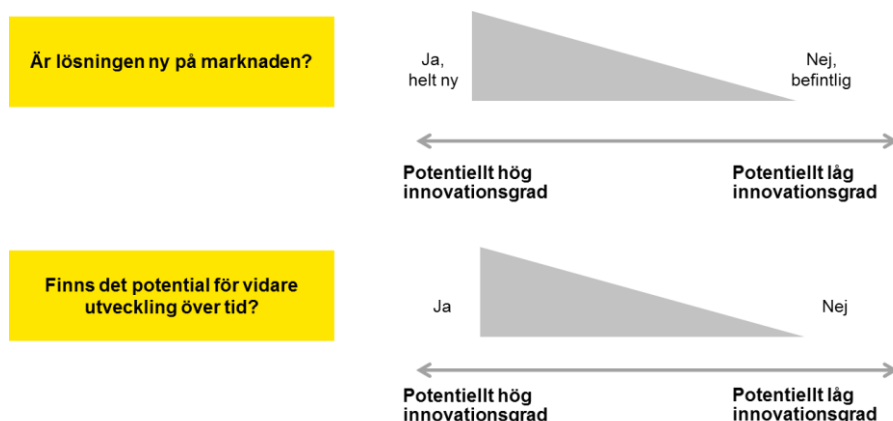 Är lösningen ny på marknaden?
Ja,
helt ny
Nej,
befintlig
Potentiellt hög
innovationsgrad
Potentiellt låg
innovationsgrad
Finns det potential för vidare
utveckling över tid?
Ja
Nej
Potentiellt hög
innovationsgrad
Potentiellt låg
innovationsgrad